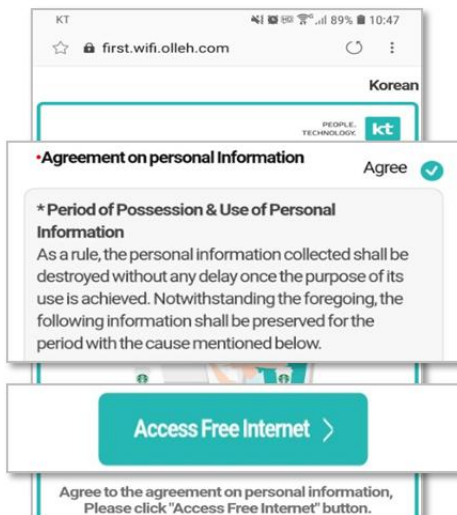 KT 89% 10:47
first.wifi.olleh.com
Korean
PEOPLE.
TECHNOLOGY. kt
•Agreement on personal Information
Agree
* Period of Possession & Use of Personal
Information
As a rule, the personal information collected shall be
destroyed without any delay once the purpose of its
use is achieved. Notwithstanding the foregoing, the
following information shall be preserved for the
period with the cause mentioned below.
Access Free Internet >
Agree to the agreement on personal information,
Please click "Access Free Internet" button.